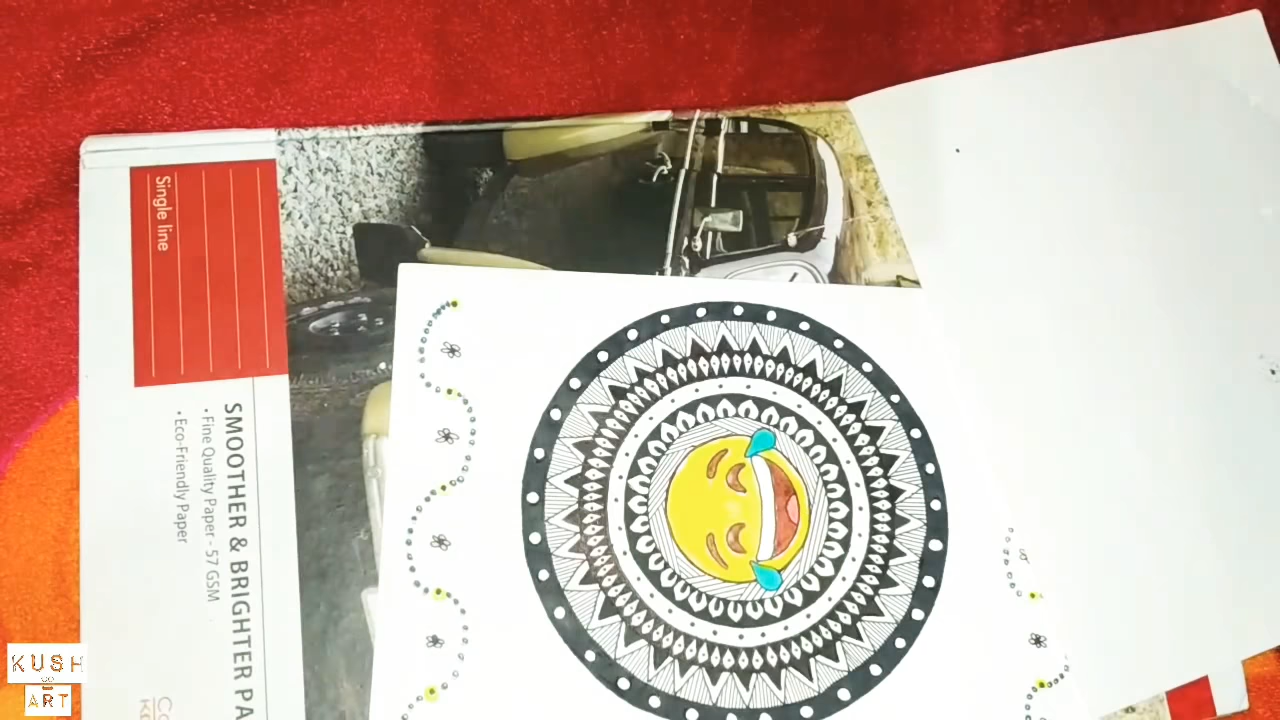 Single line
SMOOTHER & BRIGHTER PA
• Fine Quality Paper - 57 GSM
• Eco-Friendly Paper
KUSH
ART